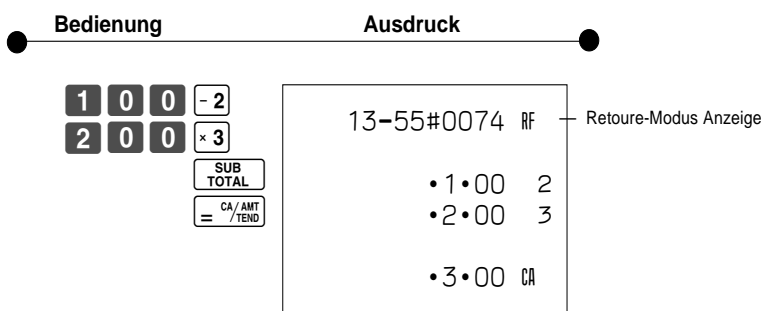 Bedienung Ausdruck
1 0 0 - 2
2 0 0 × 3
SUB TOTAL
= CA/AMT TEND
13-55#0074 RF
Retoure-Modus Anzeige
•1•00 2
•2•00 3
•3•00 CA